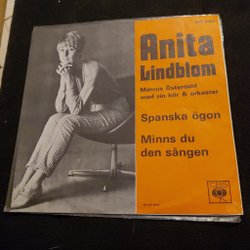 Anita
Lindblom
Marcus Österdahl
med sin kör & orkester
Spanska ögon
Minns du
den sången
CBS